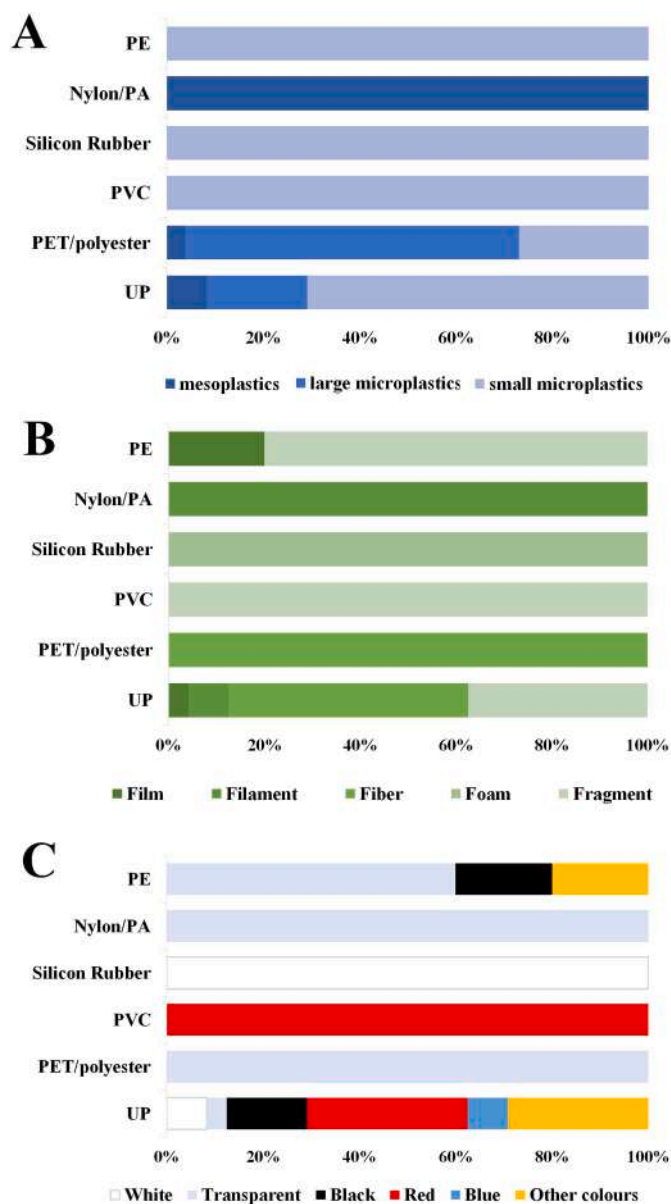 A
PE
Nylon/PA
Silicon Rubber
PVC
PET/polyester
UP
0% 20% 40% 60% 80% 100%
mesoplastics large microplastics small microplastics
B
PE
Nylon/PA
Silicon Rubber
PVC
PET/polyester
UP
0% 20% 40% 60% 80% 100%
Film Filament Fiber Foam Fragment
C
PE
Nylon/PA
Silicon Rubber
PVC
PET/polyester
UP
0% 20% 40% 60% 80% 100%
White Transparent Black Red Blue Other colours